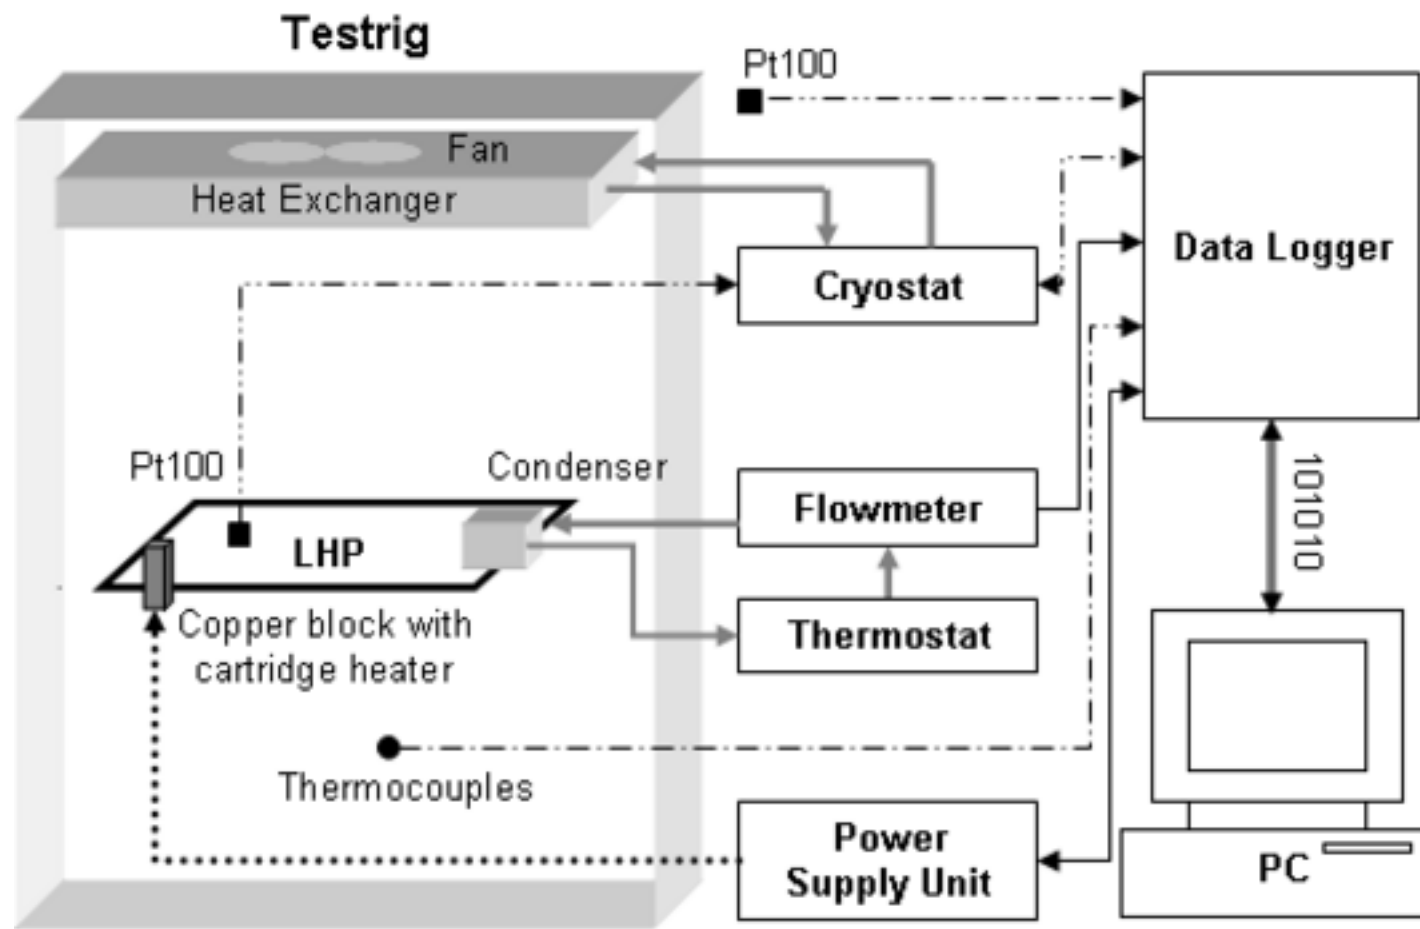 Testrig
Pt100
Fan
Heat Exchanger
Data Logger
Cryostat
Pt100
Condenser
Flowmeter
101010
LHP
Copper block with
cartridge heater
Thermostat
Thermocouples
Power
Supply Unit
PC